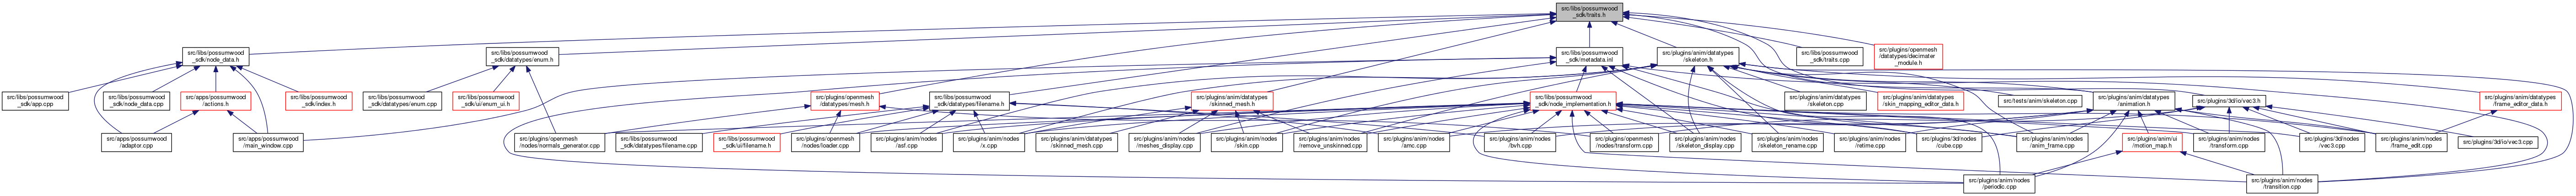 src/libs/possumwood
_sdk/traits.h
src/libs/possumwood
_sdk/node_data.h
src/libs/possumwood
_sdk/datatypes/enum.h
src/libs/possumwood
_sdk/metadata.inl
src/plugins/anim/datatypes
/skeleton.h
src/libs/possumwood
_sdk/traits.cpp
src/plugins/openmesh
/datatypes/decimater
_module.h
src/libs/possumwood
_sdk/app.cpp
src/libs/possumwood
_sdk/node_data.cpp
src/apps/possumwood
/actions.h
src/libs/possumwood
_sdk/index.h
src/libs/possumwood
_sdk/datatypes/enum.cpp
src/libs/possumwood
_sdk/ui/enum_ui.h
src/plugins/openmesh
/datatypes/mesh.h
src/libs/possumwood
_sdk/datatypes/filename.h
src/plugins/anim/datatypes
/skinned_mesh.h
src/libs/possumwood
_sdk/node_implementation.h
src/plugins/anim/datatypes
/skeleton.cpp
src/plugins/anim/datatypes
/skin_mapping_editor_data.h
src/tests/anim/skeleton.cpp
src/plugins/anim/datatypes
/animation.h
src/plugins/3d/io/vec3.h
src/plugins/anim/datatypes
/frame_editor_data.h
src/apps/possumwood
/adaptor.cpp
src/apps/possumwood
/main_window.cpp
src/plugins/openmesh
/nodes/normals_generator.cpp
src/libs/possumwood
_sdk/datatypes/filename.cpp
src/libs/possumwood
_sdk/ui/filename.h
src/plugins/openmesh
/nodes/loader.cpp
src/plugins/anim/nodes
/asf.cpp
src/plugins/anim/nodes
/x.cpp
src/plugins/anim/datatypes
/skinned_mesh.cpp
src/plugins/anim/nodes
/meshes_display.cpp
src/plugins/anim/nodes
/skin.cpp
src/plugins/anim/nodes
/remove_unskinned.cpp
src/plugins/anim/nodes
/amc.cpp
src/plugins/anim/nodes
/bvh.cpp
src/plugins/openmesh
/nodes/transform.cpp
src/plugins/anim/nodes
/skeleton_display.cpp
src/plugins/anim/nodes
/skeleton_rename.cpp
src/plugins/anim/nodes
/retime.cpp
src/plugins/3d/nodes
/cube.cpp
src/plugins/anim/nodes
/anim_frame.cpp
src/plugins/anim/ui
/motion_map.h
src/plugins/anim/nodes
/transform.cpp
src/plugins/3d/nodes
/vec3.cpp
src/plugins/anim/nodes
/frame_edit.cpp
src/plugins/3d/io/vec3.cpp
src/plugins/anim/nodes
/periodic.cpp
src/plugins/anim/nodes
/transition.cpp